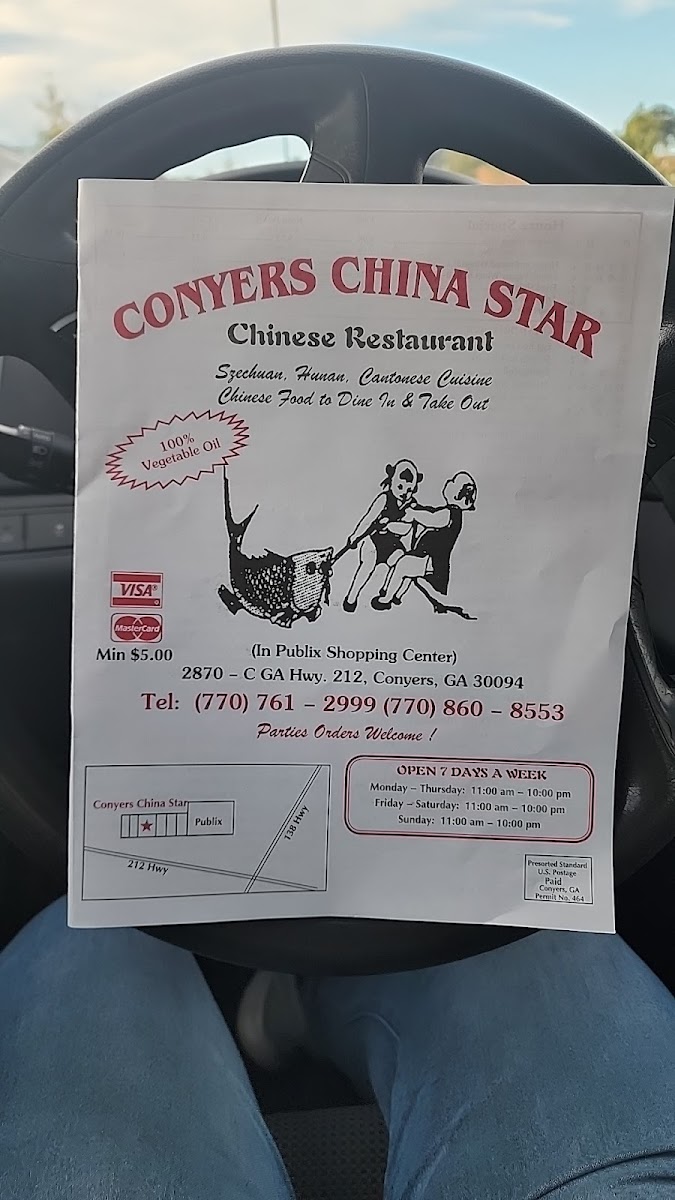 CONYERS CHINA STAR
Chinese Restaurant
Szechuan, Hunan, Cantonese Cuisine
Chinese Food to Dine In & Take Out
100%
Vegetable Oil
VISA®
MasterCard
Min $5.00
(In Publix Shopping Center)
2870 – C GA Hwy. 212, Conyers, GA 30094
Tel: (770) 761 – 2999 (770) 860 – 8553
Parties Orders Welcome !
Conyers China Star
Publix
138 Hwy
212 Hwy
OPEN 7 DAYS A WEEK
Monday – Thursday: 11:00 am – 10:00 pm
Friday – Saturday: 11:00 am – 10:00 pm
Sunday: 11:00 am – 10:00 pm
Presorted Standard
U.S. Postage
Paid
Conyers, GA
Permit No. 464